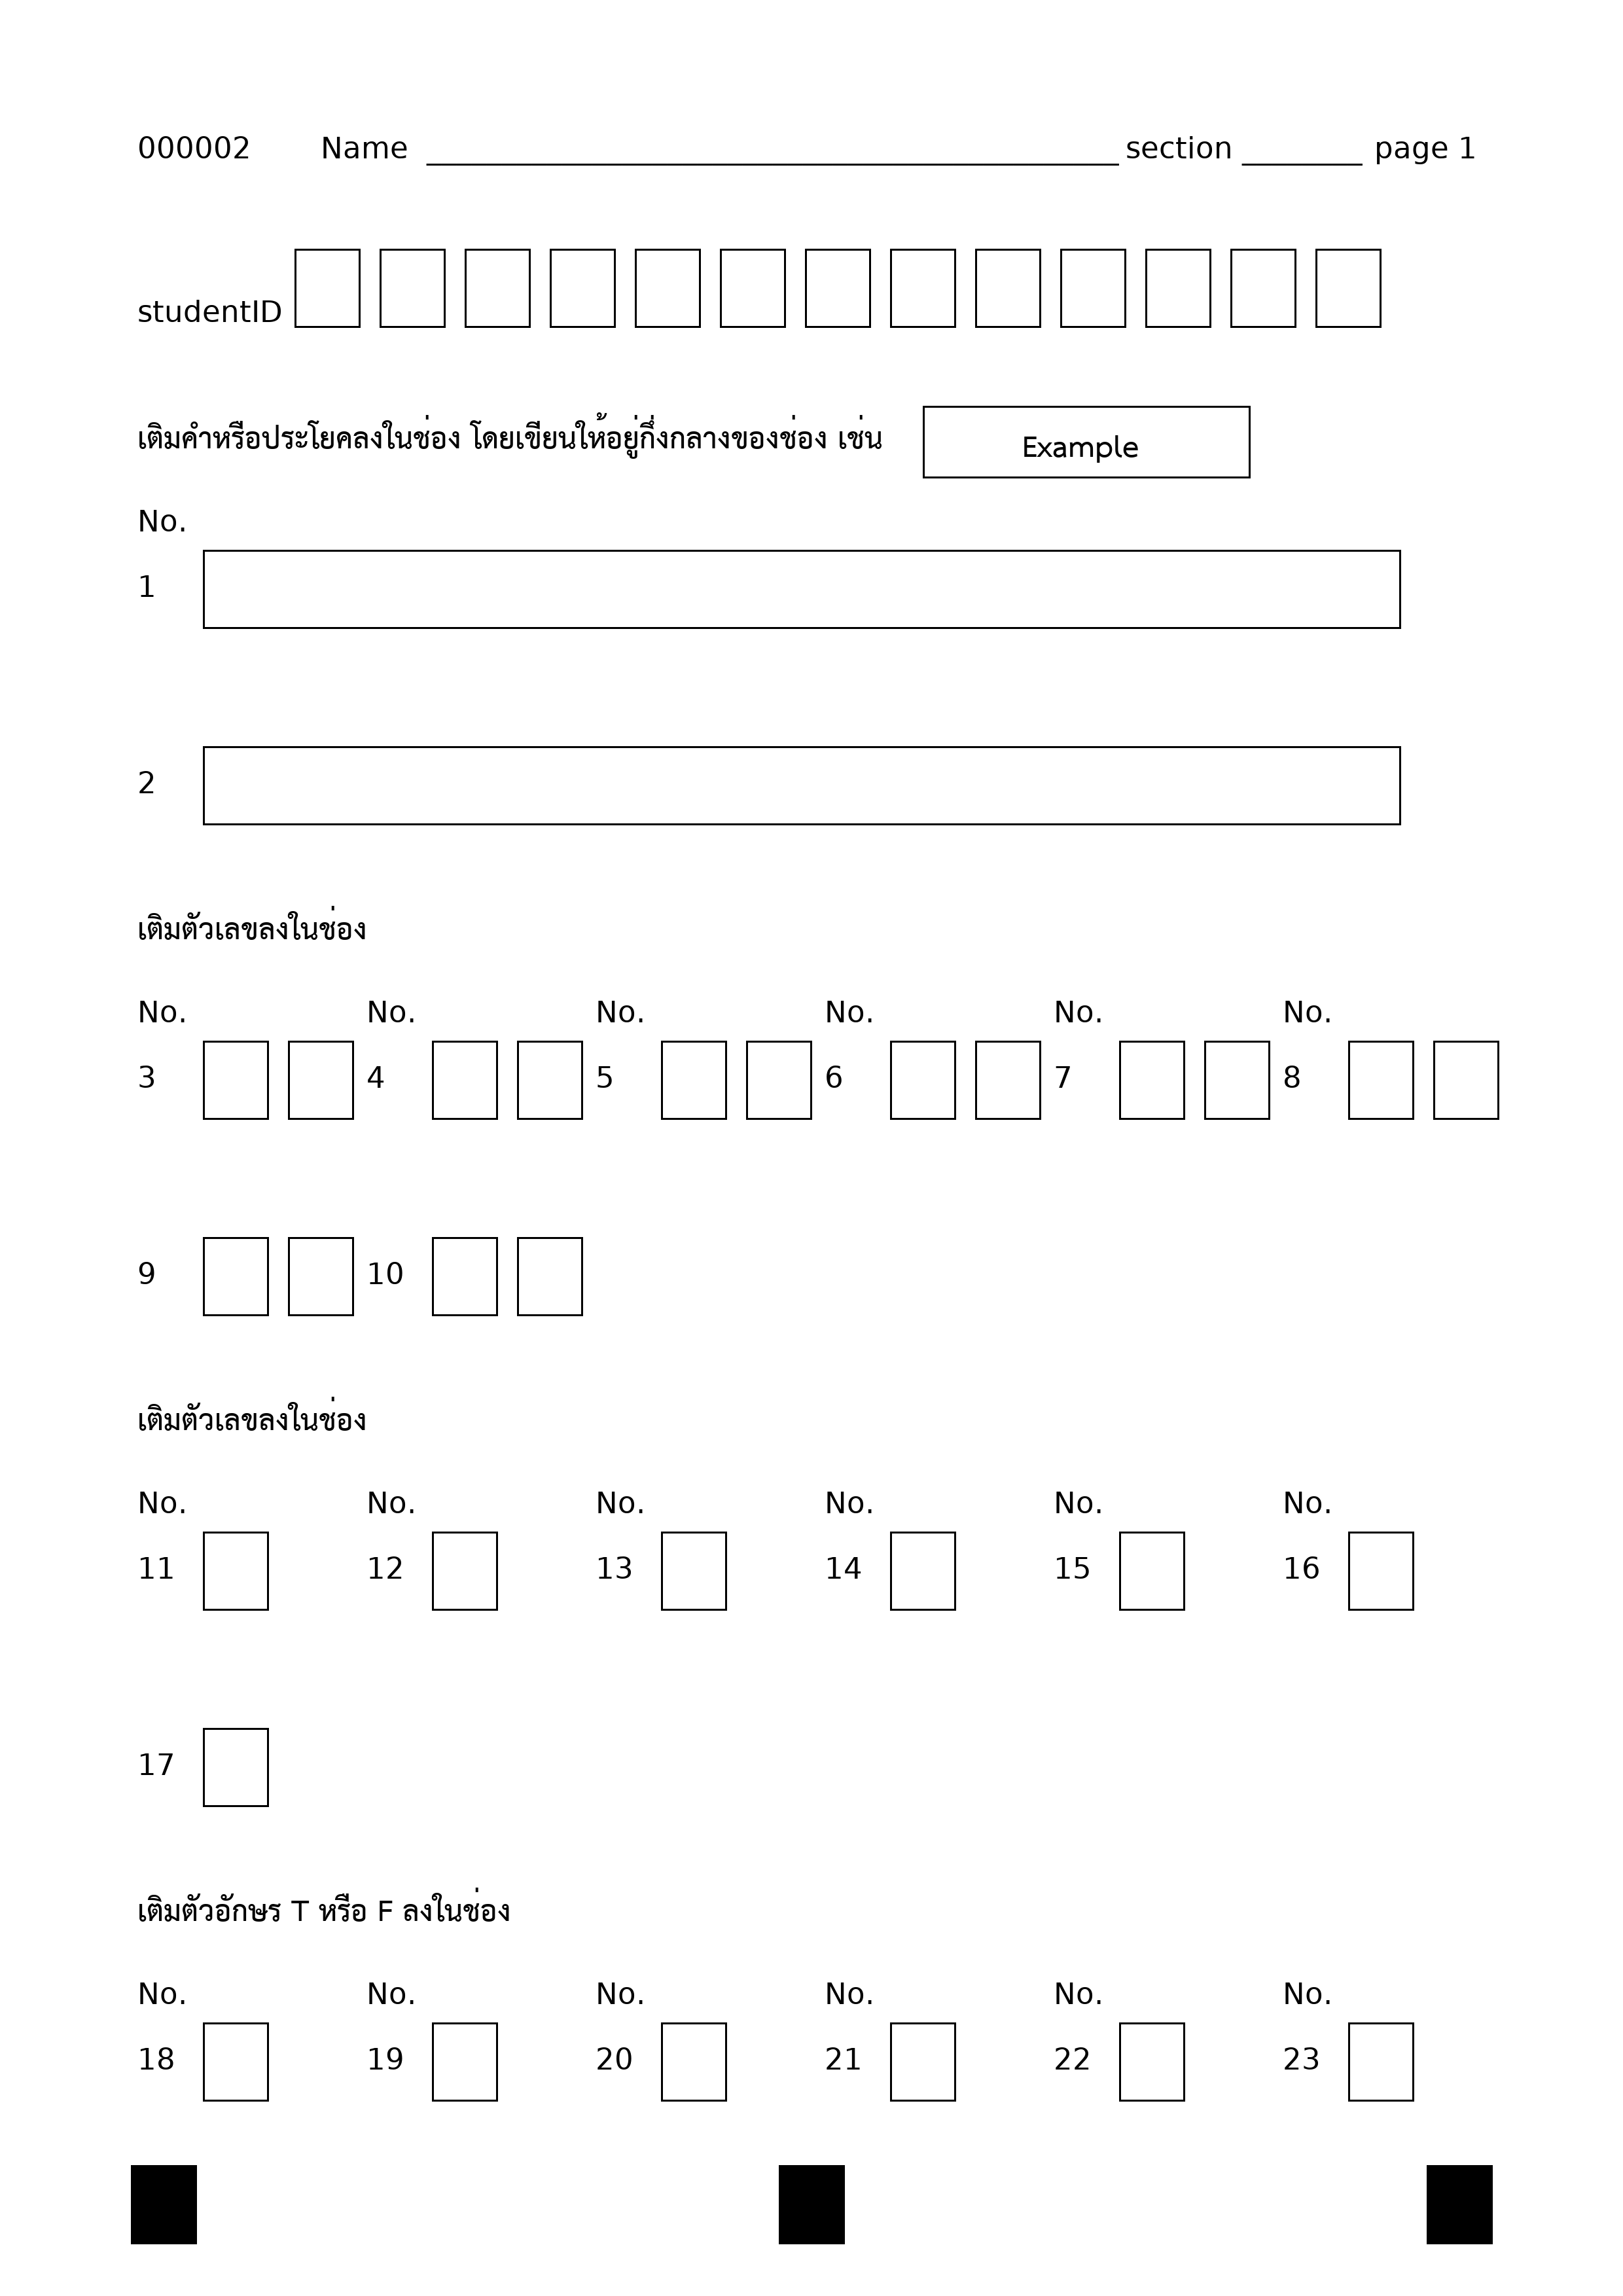 000002 Name section page 1
studentID
เติมคำหรือประโยคลงในช่อง โดยเขียนให้อยู่กึ่งกลางของช่อง เช่น Example
No.
1
2
เติมตัวเลขลงในช่อง
No. No. No. No. No. No.
3 4 5 6 7 8
9 10
เติมตัวเลขลงในช่อง
No. No. No. No. No. No.
11 12 13 14 15 16
17
เติมตัวอักษร T หรือ F ลงในช่อง
No. No. No. No. No. No.
18 19 20 21 22 23